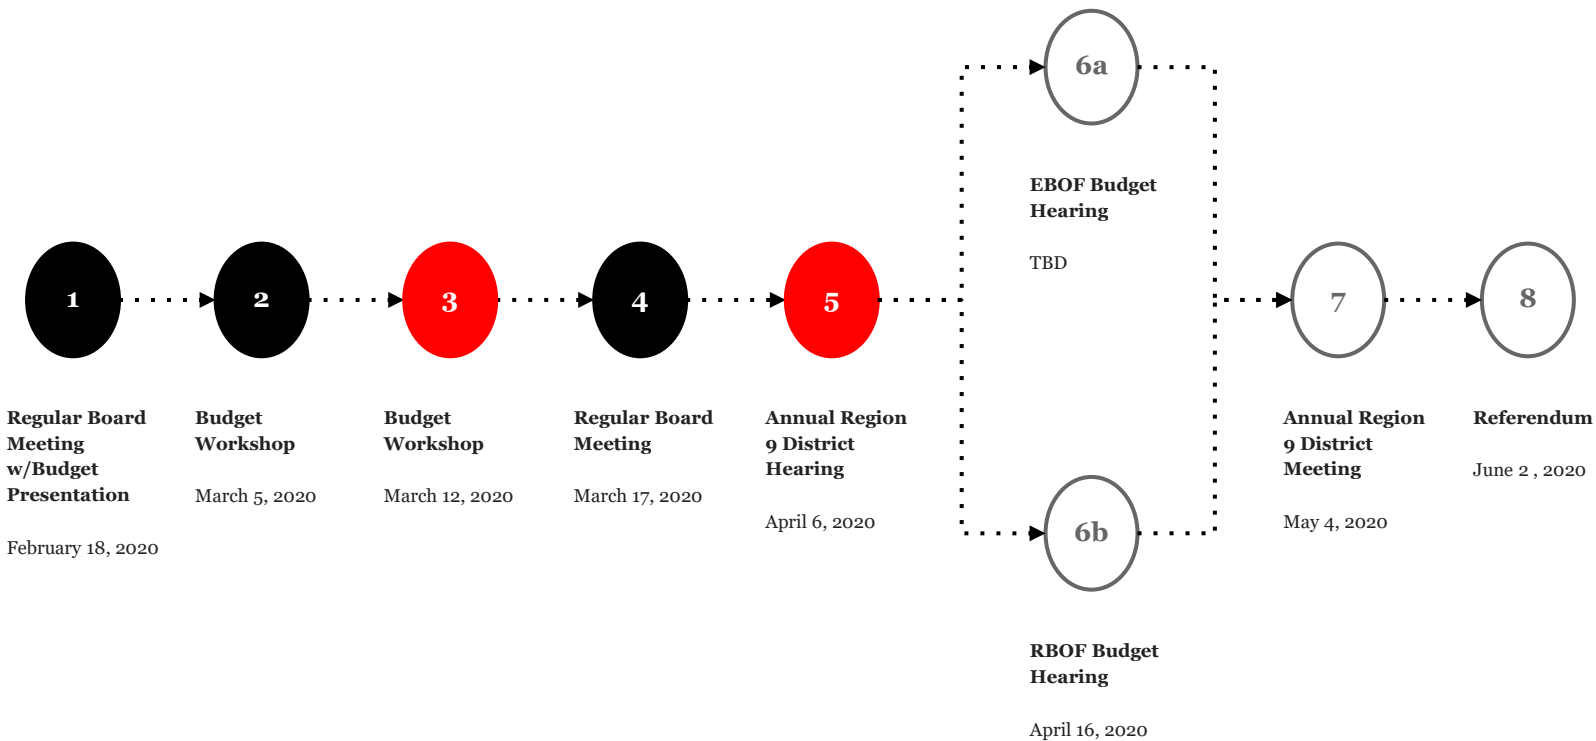 1
Regular Board
Meeting
w/Budget
Presentation
February 18, 2020
2
Budget
Workshop
March 5, 2020
3
Budget
Workshop
March 12, 2020
4
Regular Board
Meeting
March 17, 2020
5
Annual Region
9 District
Hearing
April 6, 2020
6a
EBOF Budget
Hearing
TBD
6b
RBOF Budget
Hearing
April 16, 2020
7
Annual Region
9 District
Meeting
May 4, 2020
8
Referendum
June 2 , 2020